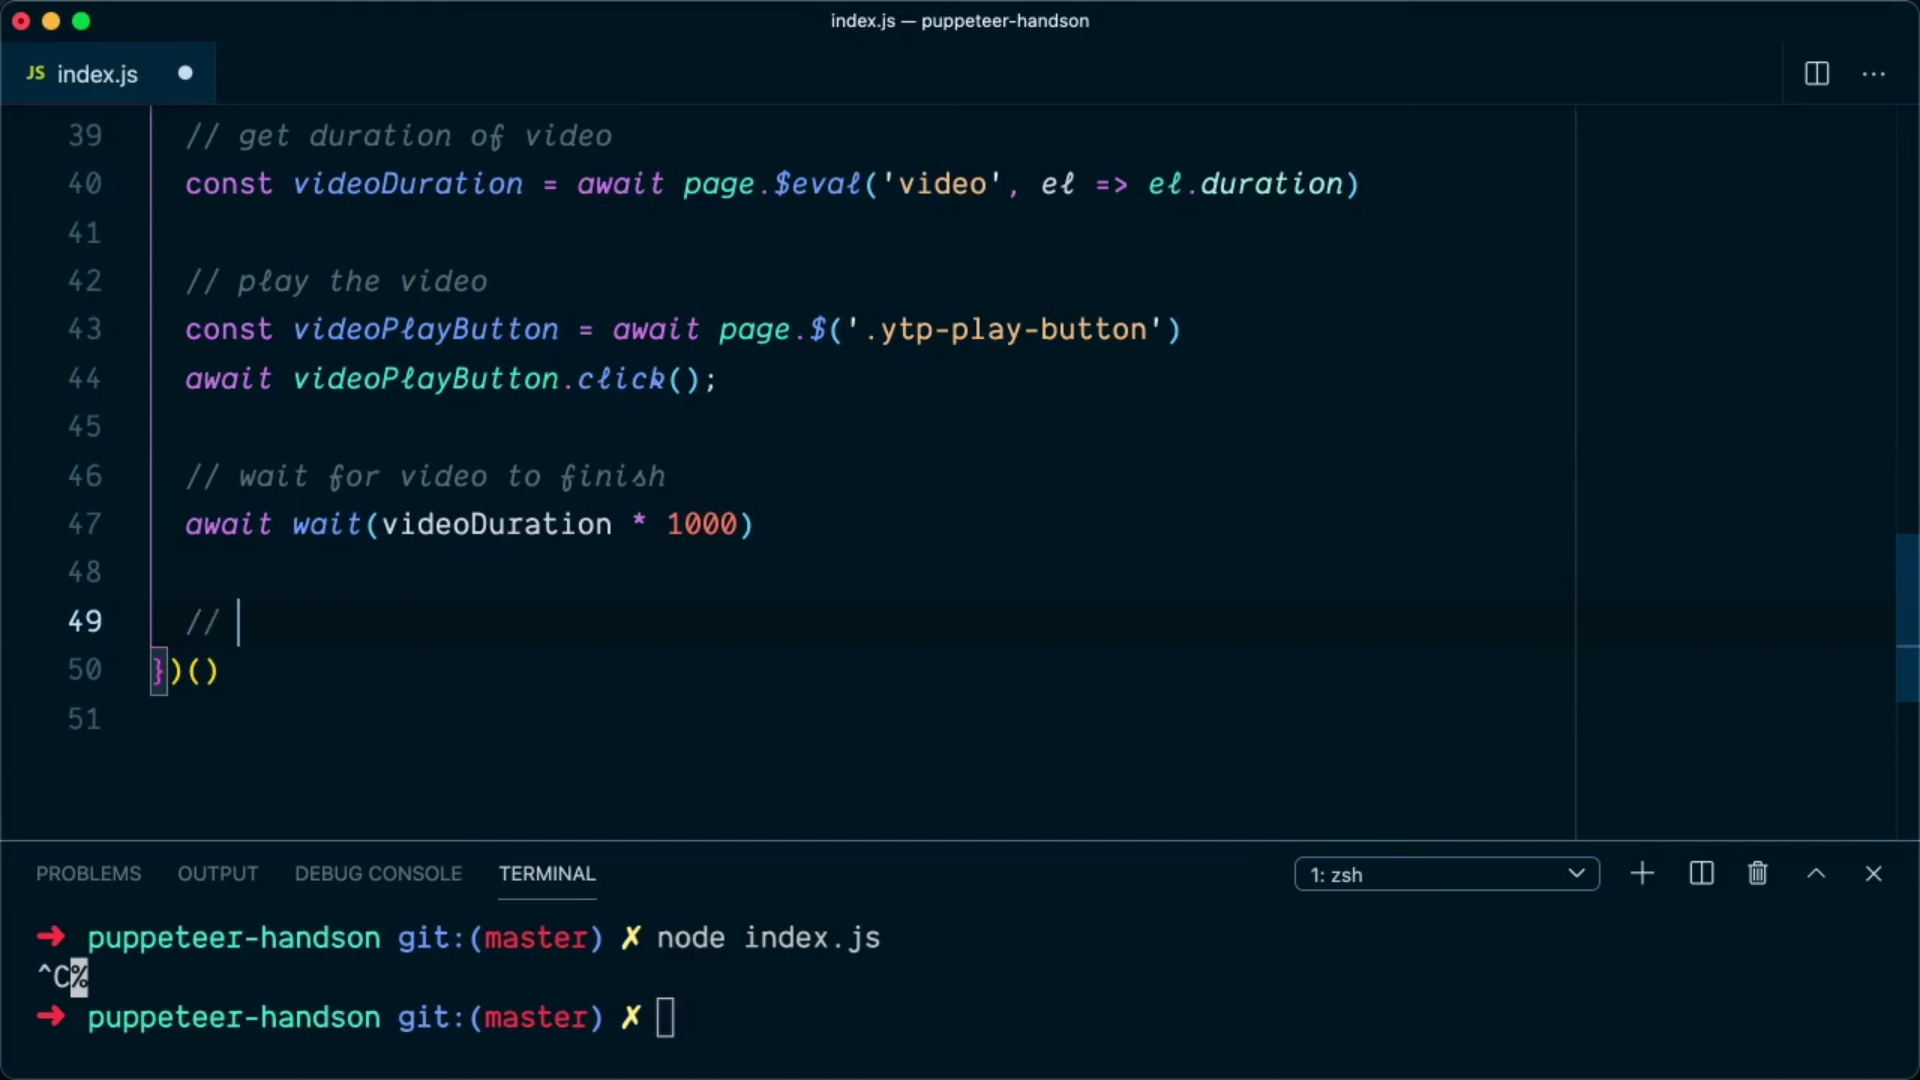 index.js — puppeteer-handson
JS index.js
39 // get duration of video
40 const videoDuration = await page.$eval('video', el => el.duration)
41
42 // play the video
43 const videoPlayButton = await page.$('.ytp-play-button')
44 await videoPlayButton.click();
45
46 // wait for video to finish
47 await wait(videoDuration * 1000)
48
49 //
50 })()
51
PROBLEMS OUTPUT DEBUG CONSOLE TERMINAL 1: zsh
➜ puppeteer-handson git:(master) ✗ node index.js
^C%
➜ puppeteer-handson git:(master) ✗